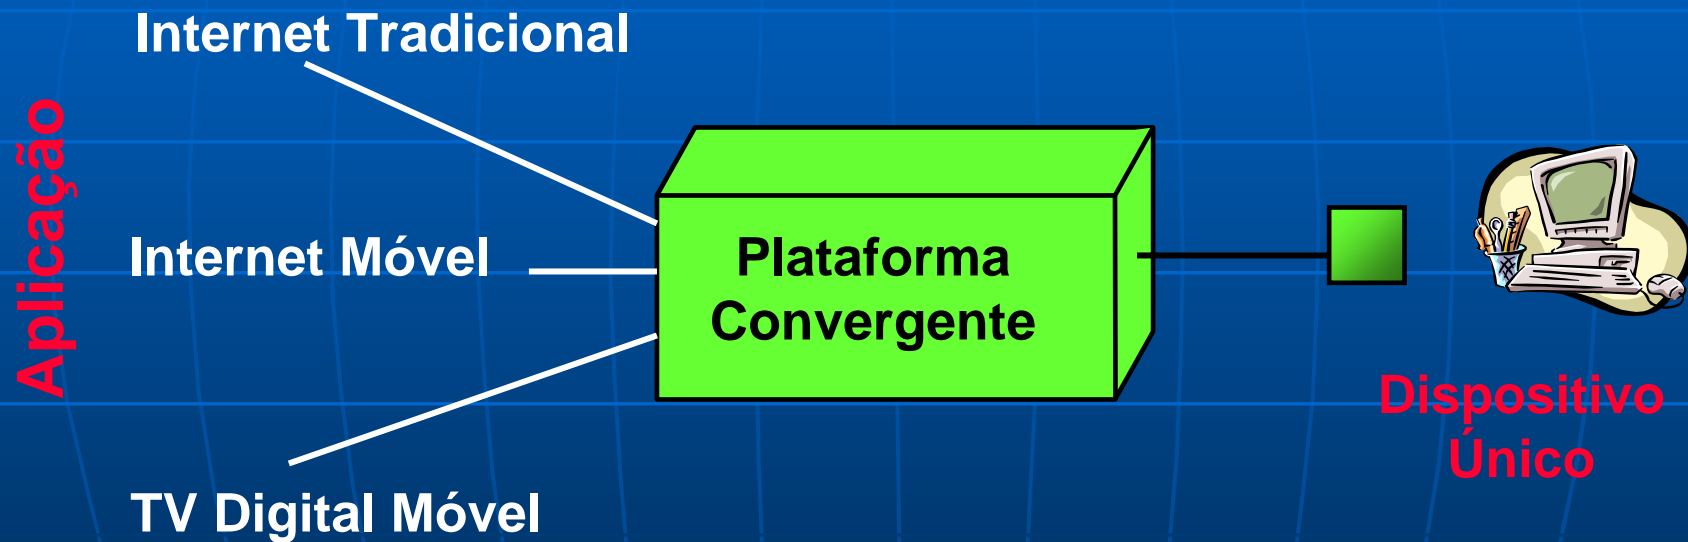 Internet Tradicional
Aplicação
Internet Móvel
Plataforma
Convergente
Dispositivo
Único
TV Digital Móvel